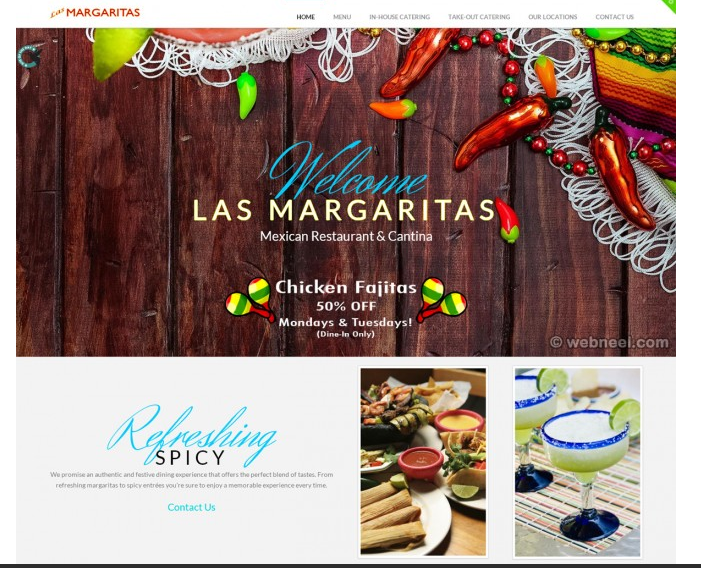 Las MARGARITAS
HOME MENU IN-HOUSE CATERING TAKE-OUT CATERING OUR LOCATIONS CONTACT US
Welcome
LAS MARGARITAS
Mexican Restaurant & Cantina
Chicken Fajitas
50% OFF
Mondays & Tuesdays!
(Dine-In Only)
© webneel.com
Refreshing
SPICY
We promise an authentic and festive dining experience that offers the perfect blend of tastes. From
refreshing margaritas to spicy entrées you're sure to enjoy a memorable experience every time.
Contact Us